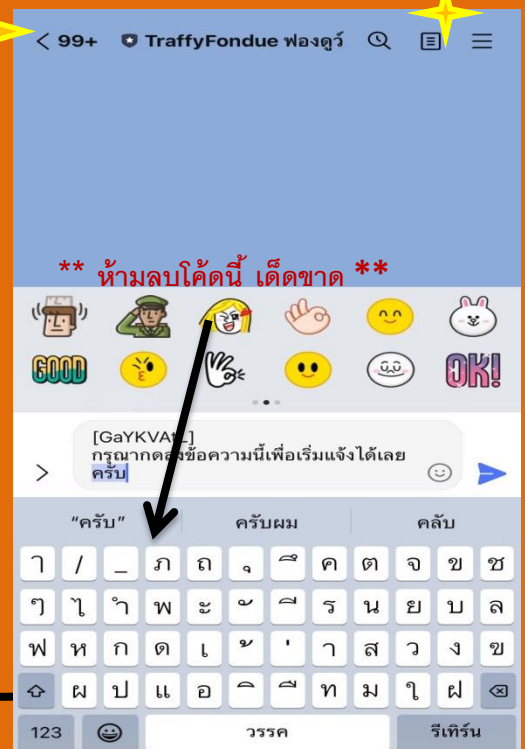 99+ TraffyFondue ฟองดูว์
** ห้ามลบโค้ดนี้ เด็ดขาด **
GOOD
OK!
กรุณากดส่งข้อความนี้เพื่อเริ่มแจ้งได้เลย
ครับ
"ครับ" ครับผม คลับ
ๅ / _ ภ ถ ุ ึ ค ต จ ข ช
ๆ ไ ำ พ ะ ั ี ร น ย บ ล
ฟ ห ก ด เ ้ ่ า ส ว ง ฃ
ผ ป แ อ ิ ื ท ม ใ ฝ
123 วรรค รีเทิร์น